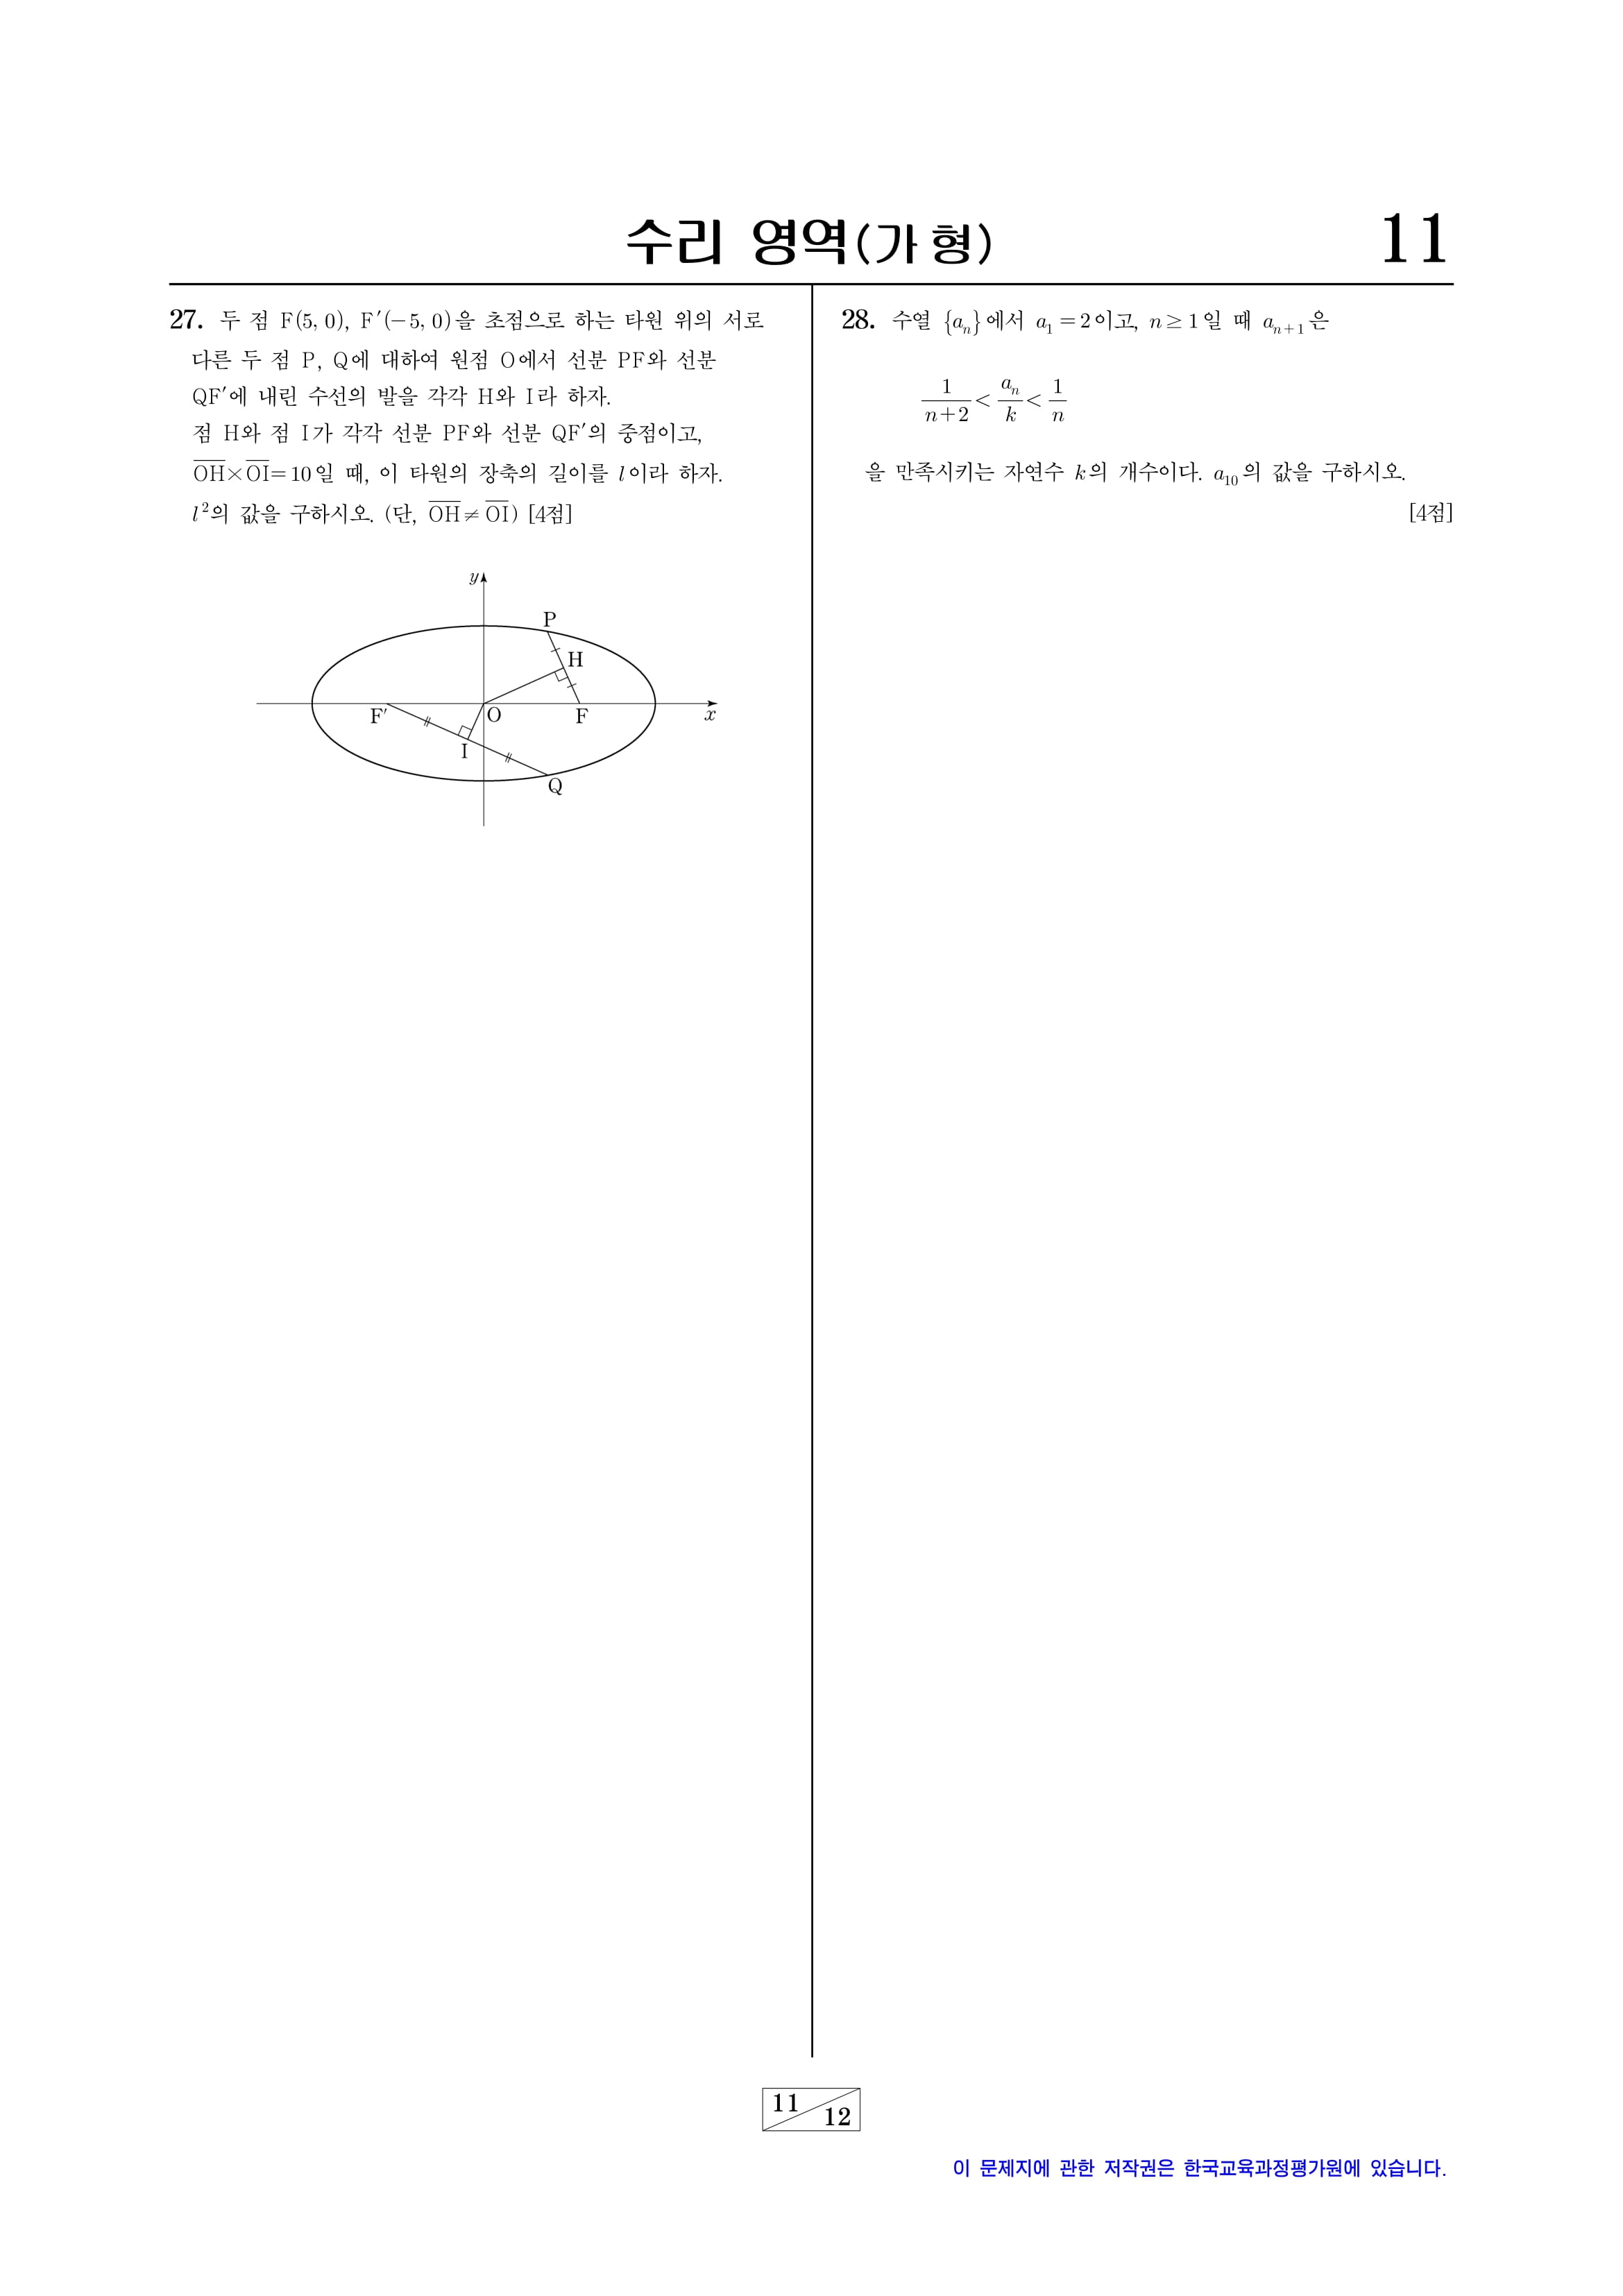 수리 영역(가 형)
11
27. 두 점 F(5, 0), F′(−5, 0)을 초점으로 하는 타원 위의 서로
다른 두 점 P, Q에 대하여 원점 O에서 선분 PF와 선분
QF′에 내린 수선의 발을 각각 H와 I라 하자.
점 H와 점 I가 각각 선분 PF와 선분 QF′의 중점이고,
$\overline{OH}×\overline{OI}=10$일 때, 이 타원의 장축의 길이를 l이라 하자.
$l^2$의 값을 구하시오. (단, $\overline{OH}≠\overline{OI}$) [4점]
y
P
H
F′
O
F
x
I
Q
28. 수열 $\{a_n\}$에서 $a_1=2$이고, n≥1일 때 $a_{n+1}$은
$\frac{1}{n+2}<\frac{a_n}{k}<\frac{1}{n}$
을 만족시키는 자연수 k의 개수이다. $a_{10}$의 값을 구하시오.
[4점]
11
12
이 문제지에 관한 저작권은 한국교육과정평가원에 있습니다.